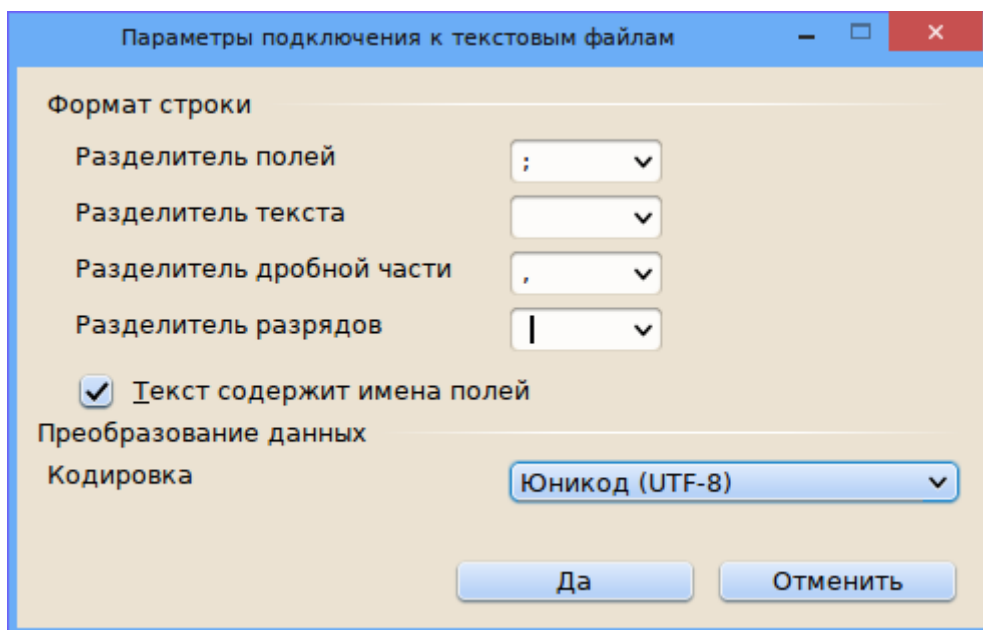 Параметры подключения к текстовым файлам
Формат строки
Разделитель полей ;
Разделитель текста
Разделитель дробной части ,
Разделитель разрядов
Текст содержит имена полей
Преобразование данных
Кодировка Юникод (UTF-8)
Да Отменить